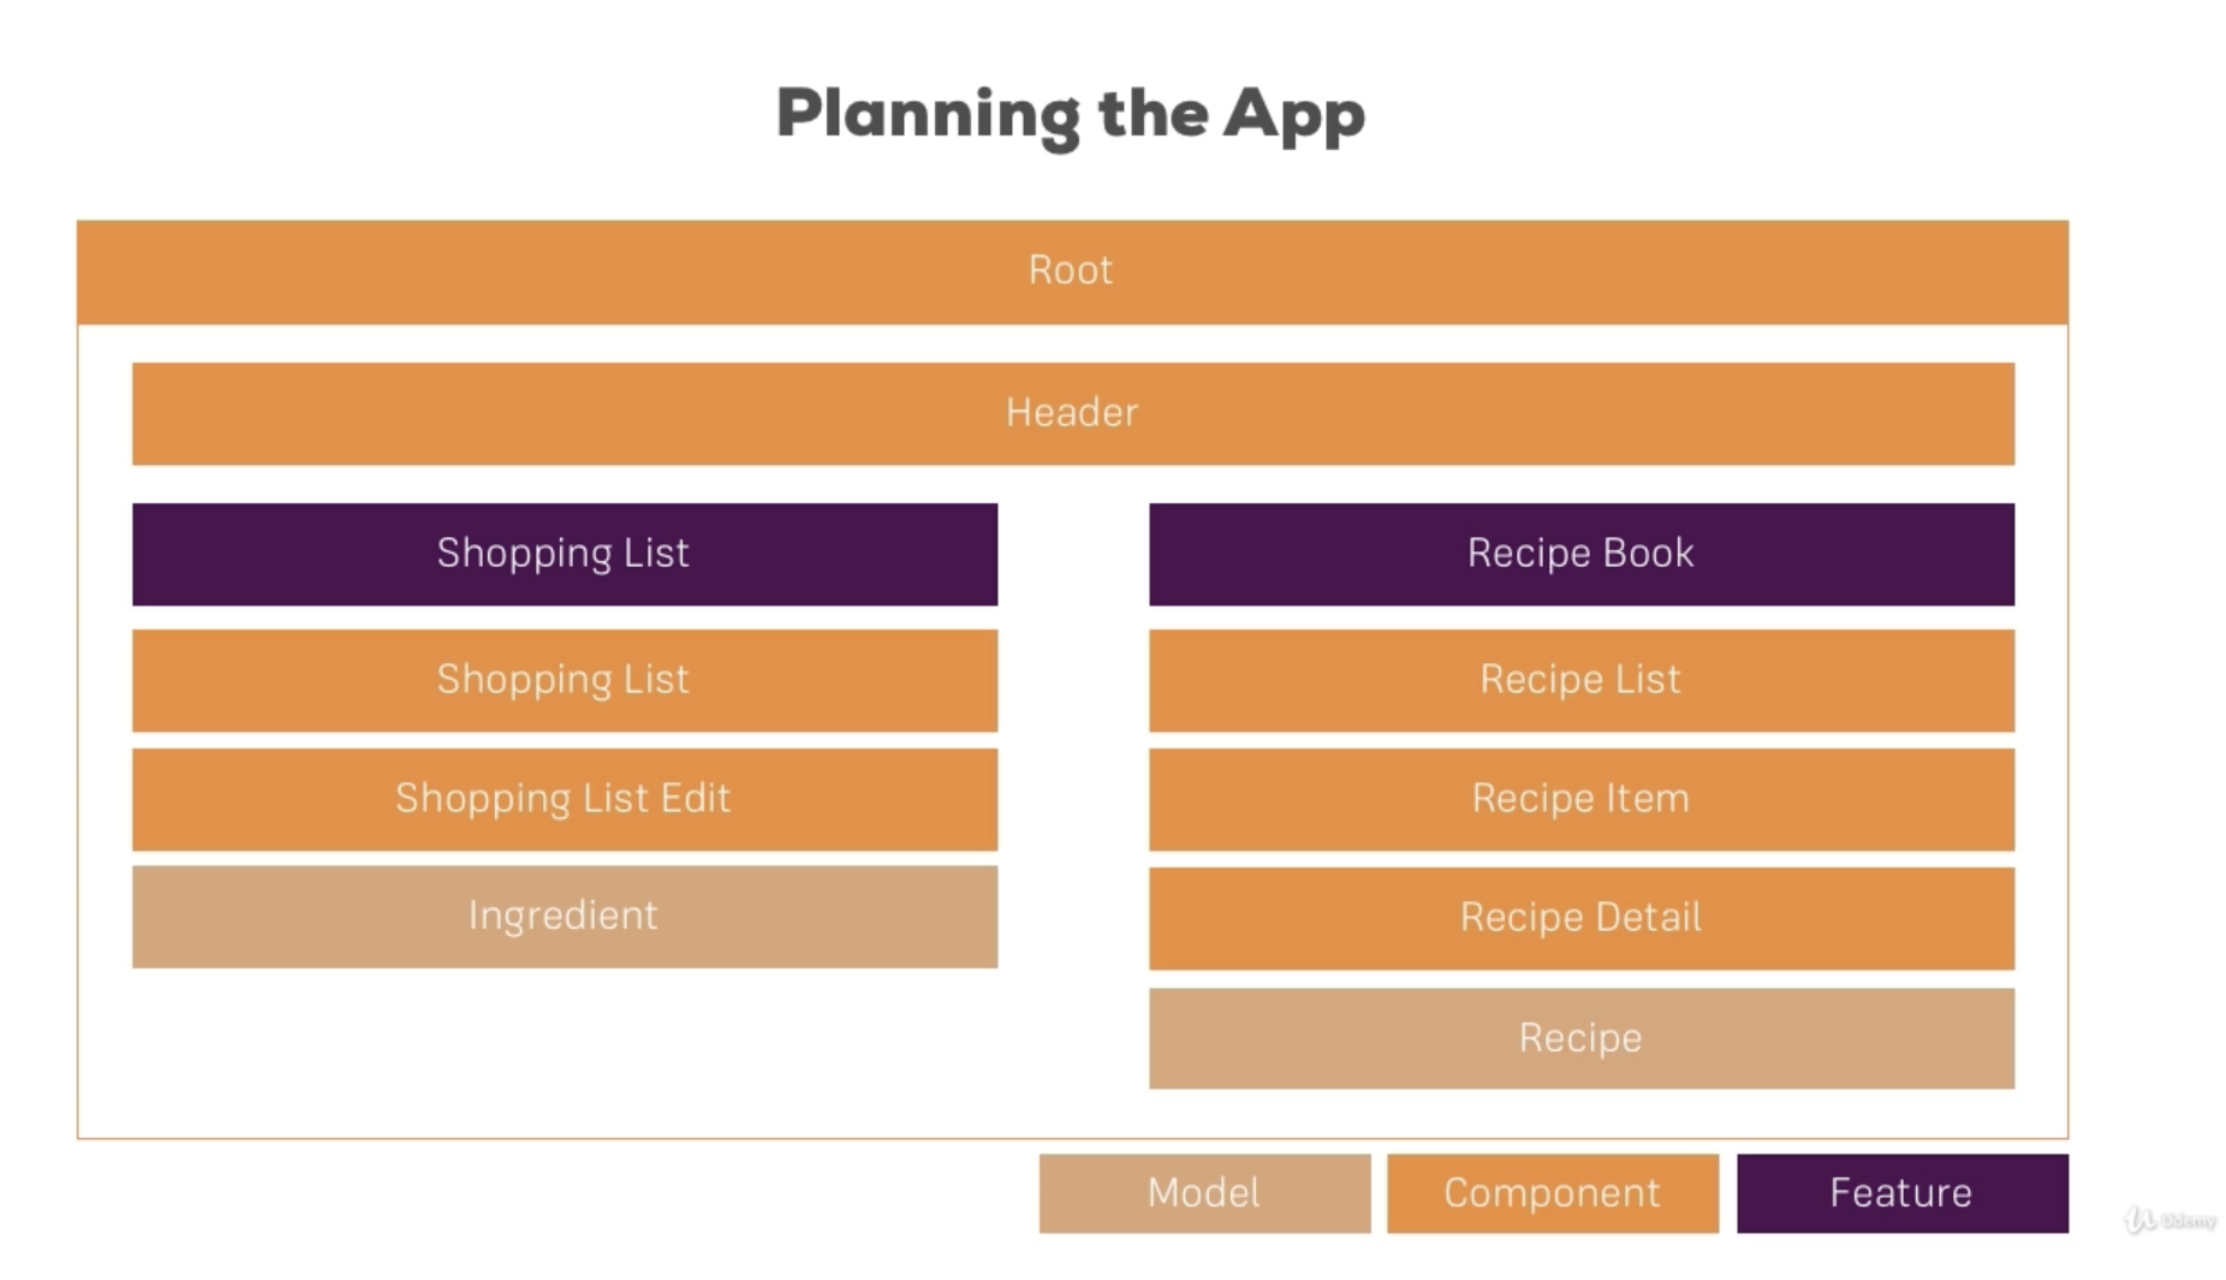 Planning the App
Root
Header
Shopping List
Shopping List
Shopping List Edit
Ingredient
Recipe Book
Recipe List
Recipe Item
Recipe Detail
Recipe
Model
Component
Feature
Udemy